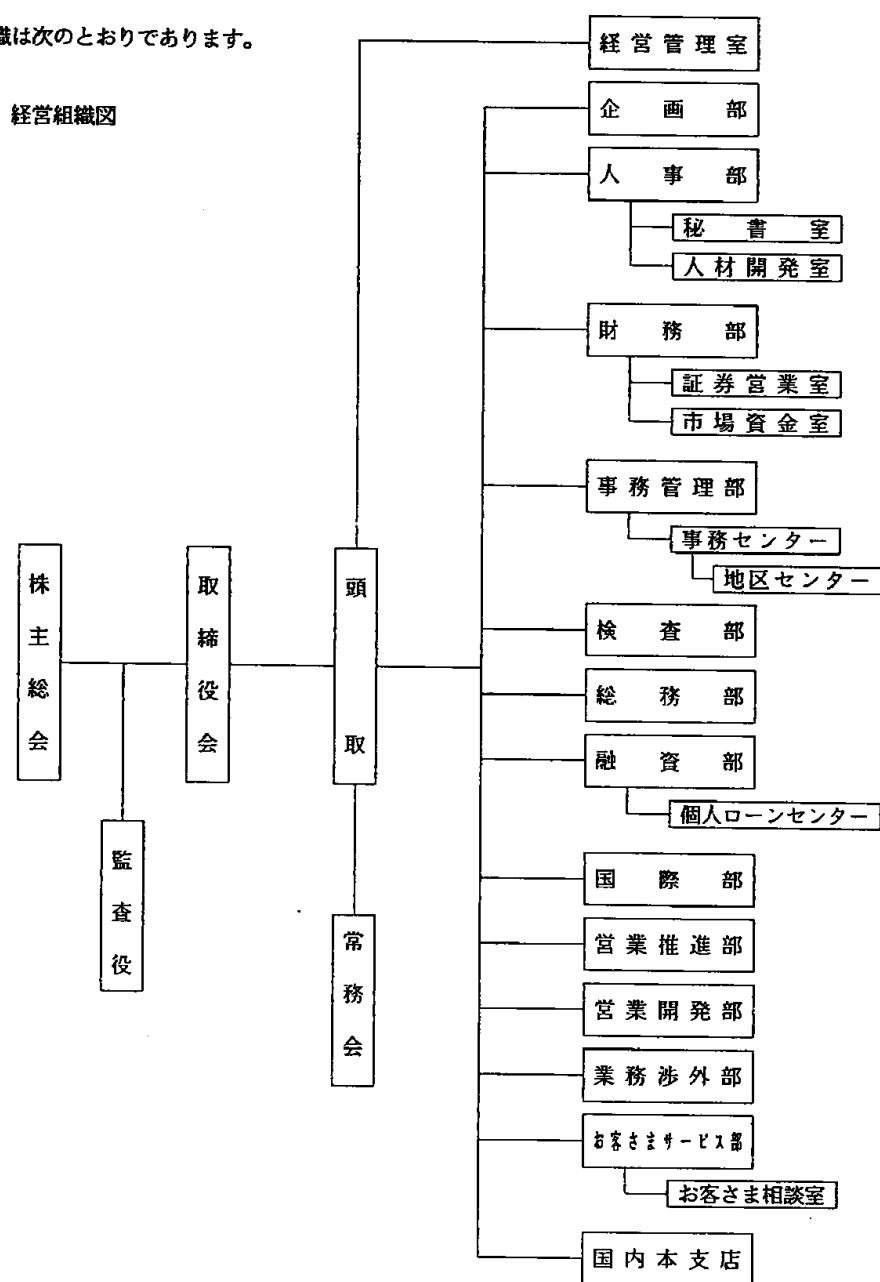 織は次のとおりであります。
経営組織図
株主総会
監査役
取締役会
頭取
常務会
経営管理室
企画部
人事部
秘書室
人材開発室
財務部
証券営業室
市場資金室
事務管理部
事務センター
地区センター
検査部
総務部
融資部
個人ローンセンター
国際部
営業推進部
営業開発部
業務渉外部
お客さまサービス部
お客さま相談室
国内本支店